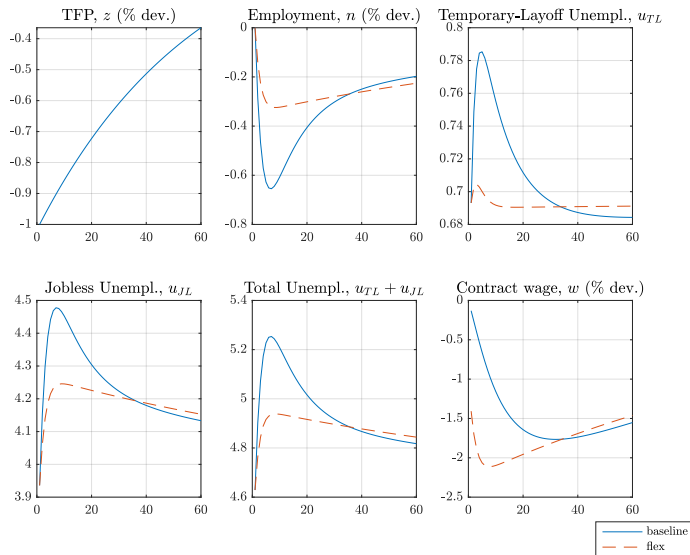 TFP, z (% dev.)
Employment, n (% dev.)
Temporary-Layoff Unempl., u_TL
-0.4
-0.5
-0.6
-0.7
-0.8
-0.9
-1
0 20 40 60
0
-0.2
-0.4
-0.6
-0.8
0 20 40 60
0.8
0.78
0.76
0.74
0.72
0.7
0.68
0 20 40 60
Jobless Unempl., u_JL
Total Unempl., u_TL + u_JL
Contract wage, w (% dev.)
4.5
4.4
4.3
4.2
4.1
4
3.9
0 20 40 60
5.4
5.2
5
4.8
4.6
0 20 40 60
0
-0.5
-1
-1.5
-2
-2.5
0 20 40 60
baseline
flex